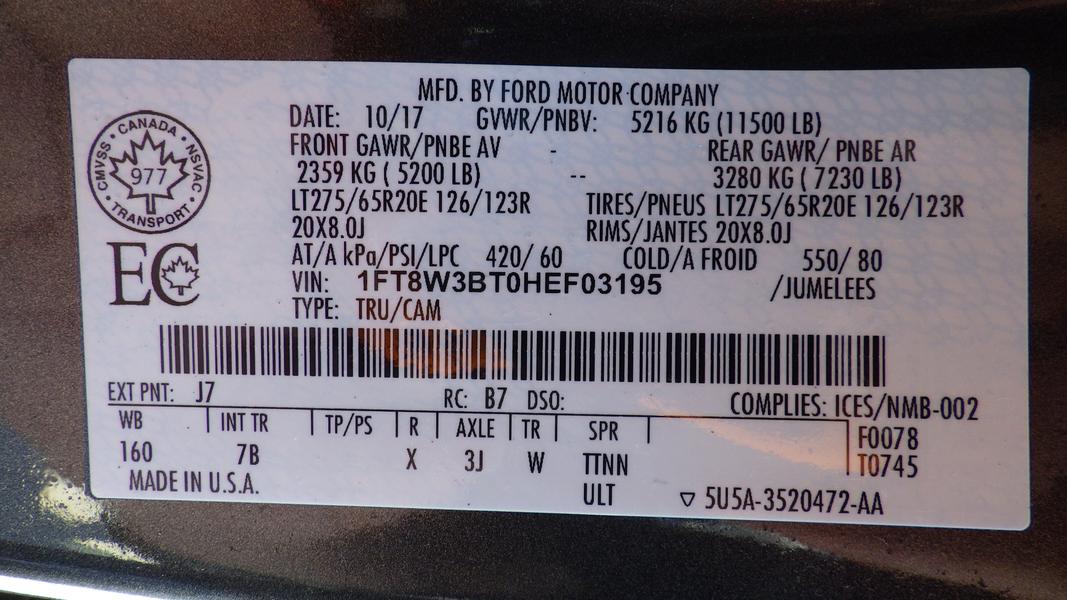 MFD. BY FORD MOTOR COMPANY
DATE: 10/17 GVWR/PNBV: 5216 KG (11500 LB)
FRONT GAWR/PNBE AV - REAR GAWR/ PNBE AR
2359 KG ( 5200 LB) -- 3280 KG ( 7230 LB)
LT275/65R20E 126/123R TIRES/PNEUS LT275/65R20E 126/123R
20X8.0J RIMS/JANTES 20X8.0J
AT/A kPa/PSI/LPC 420/ 60 COLD/A FROID 550/ 80
VIN: 1FT8W3BT0HEF03195 /JUMELEES
TYPE: TRU/CAM
CANADA · NSVAC · TRANSPORT · CMVSS ·
977
EC
EXT PNT: J7 RC: B7 DSO: COMPLIES: ICES/NMB-002
WB INT TR TP/PS R AXLE TR SPR F0078
160 7B X 3J W TTNN T0745
MADE IN U.S.A. ULT ▽ 5U5A-3520472-AA